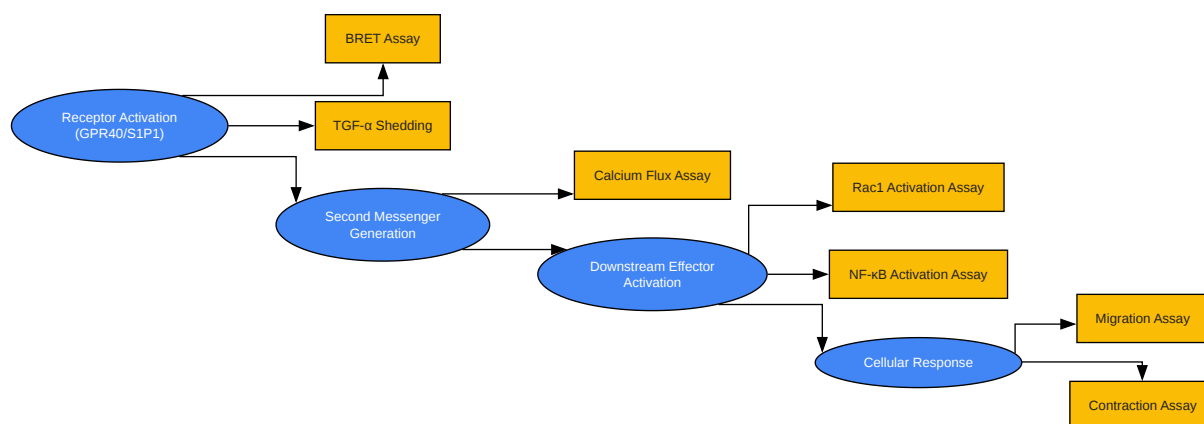 BRET Assay
Receptor Activation
(GPR40/S1P1)
TGF-α Shedding
Calcium Flux Assay
Rac1 Activation Assay
Second Messenger
Generation
Downstream Effector
Activation
NF-κB Activation Assay
Migration Assay
Cellular Response
Contraction Assay